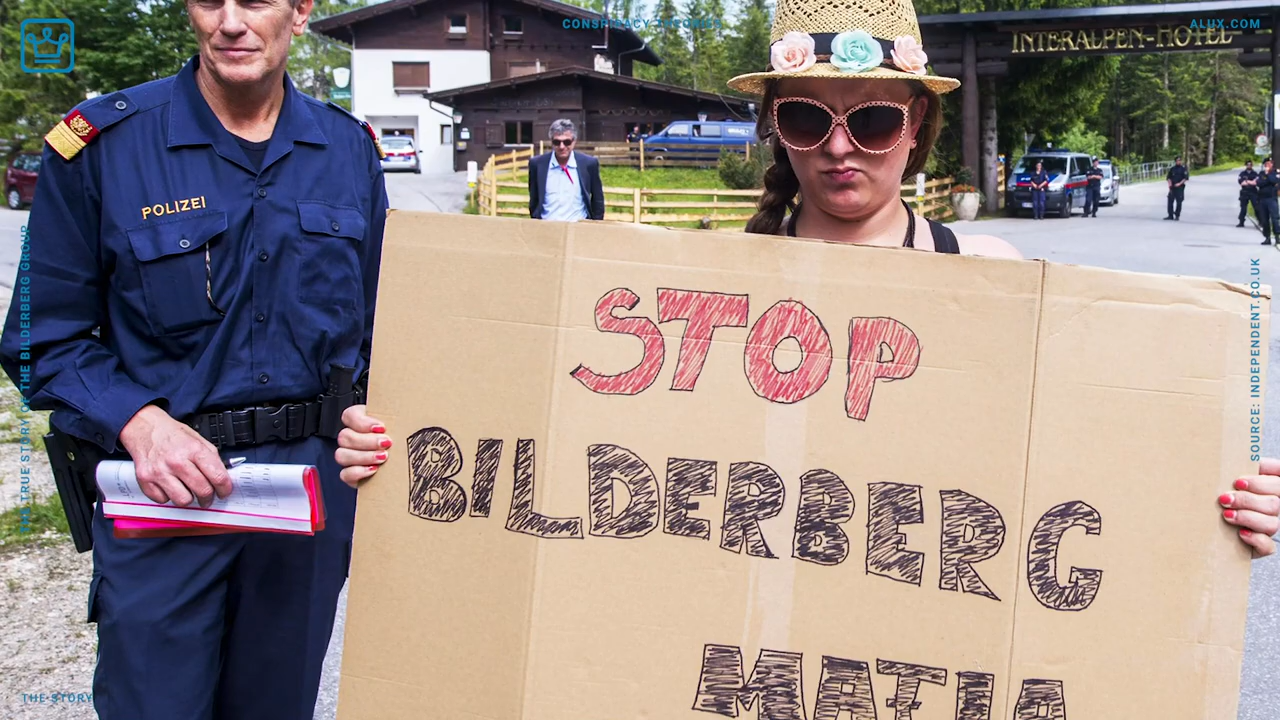 CONSPIRACY THEORIES
ALUX.COM
INTERALPEN-HOTEL
POLIZEI
THE TRUE STORY OF THE BILDERBERG GROUP
SOURCE: INDEPENDENT.CO.UK
STOP
BILDERBERG
MAFIA
THE STORY